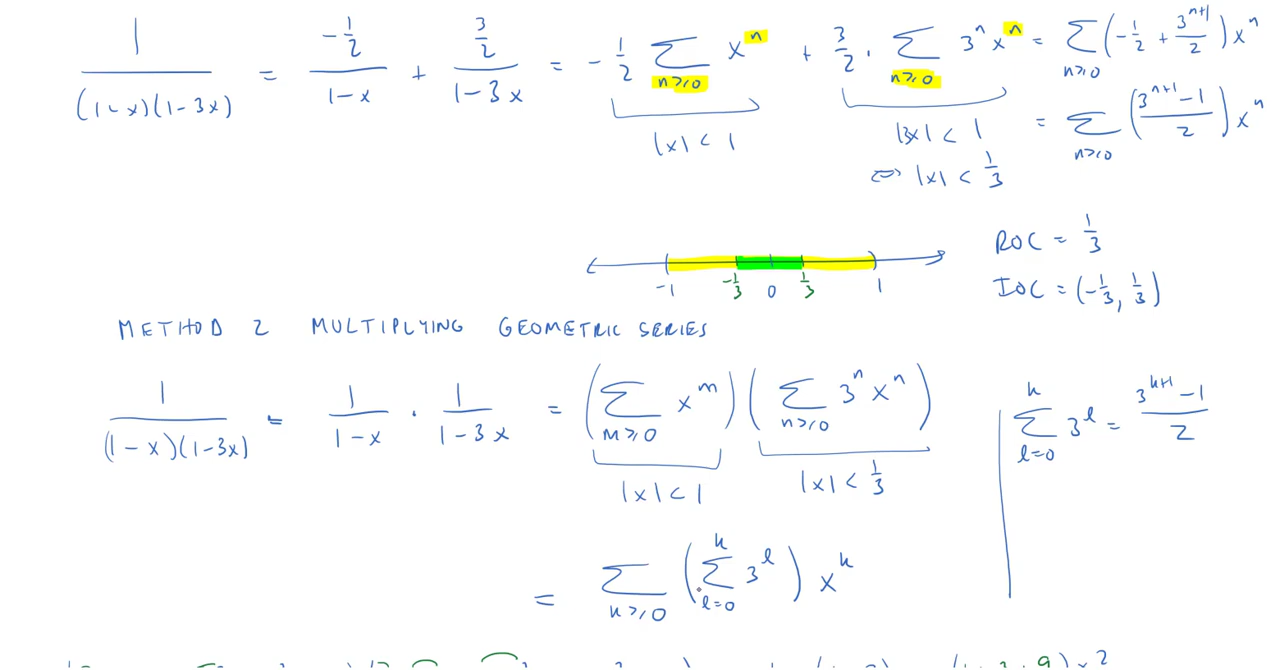 1/((1-x)(1-3x)) = (-1/2)/(1-x) + (3/2)/(1-3x) = -1/2 ∑_{n≥0} x^n + 3/2 · ∑_{n≥0} 3^n x^n = ∑_{n≥0} (-1/2 + 3^{n+1}/2) x^n
|x| < 1
|3x| < 1
= ∑_{n≥0} ((3^{n+1} - 1)/2) x^n
⇔ |x| < 1/3
-1 -1/3 0 1/3 1
ROC = 1/3
IOC = (-1/3, 1/3)
METHOD 2 MULTIPLYING GEOMETRIC SERIES
1/((1-x)(1-3x)) = 1/(1-x) · 1/(1-3x) = (∑_{m≥0} x^m)(∑_{n≥0} 3^n x^n)
|x| < 1
|x| < 1/3
∑_{l=0}^{k} 3^l = (3^{k+1} - 1)/2
= ∑_{k≥0} (∑_{l=0}^{k} 3^l) x^k